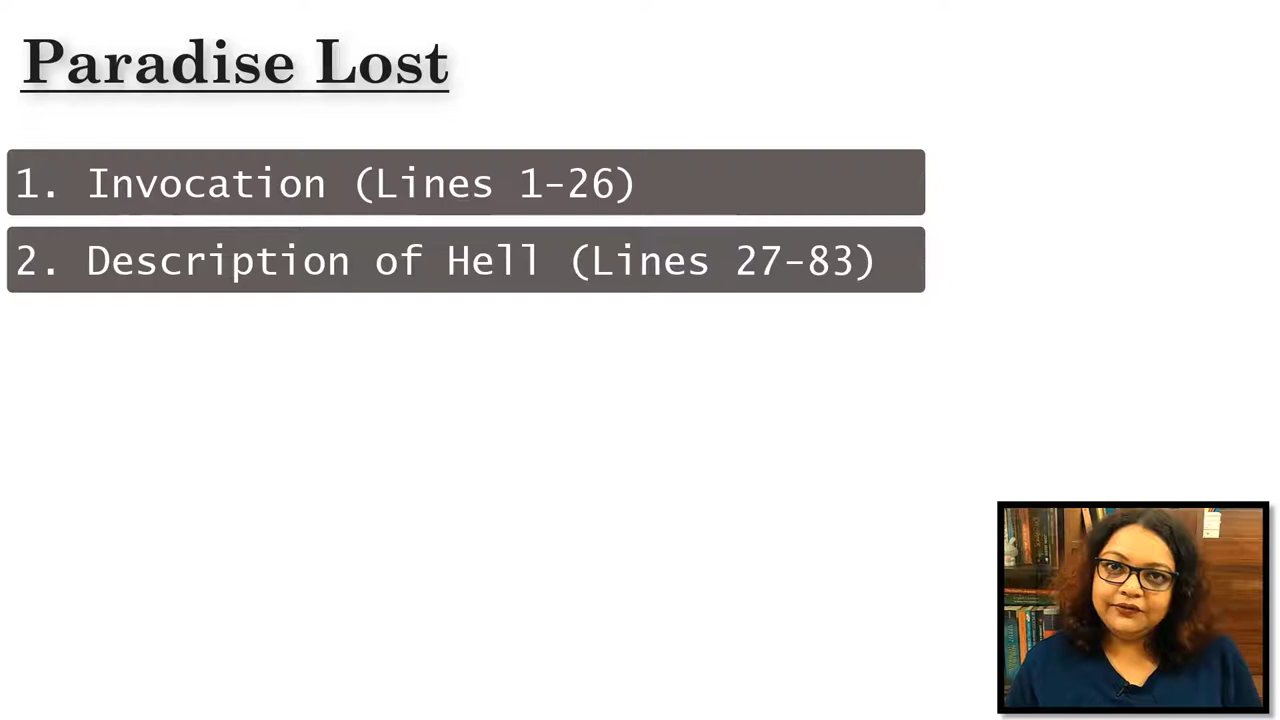 Paradise Lost
1. Invocation (Lines 1-26)
2. Description of Hell (Lines 27-83)